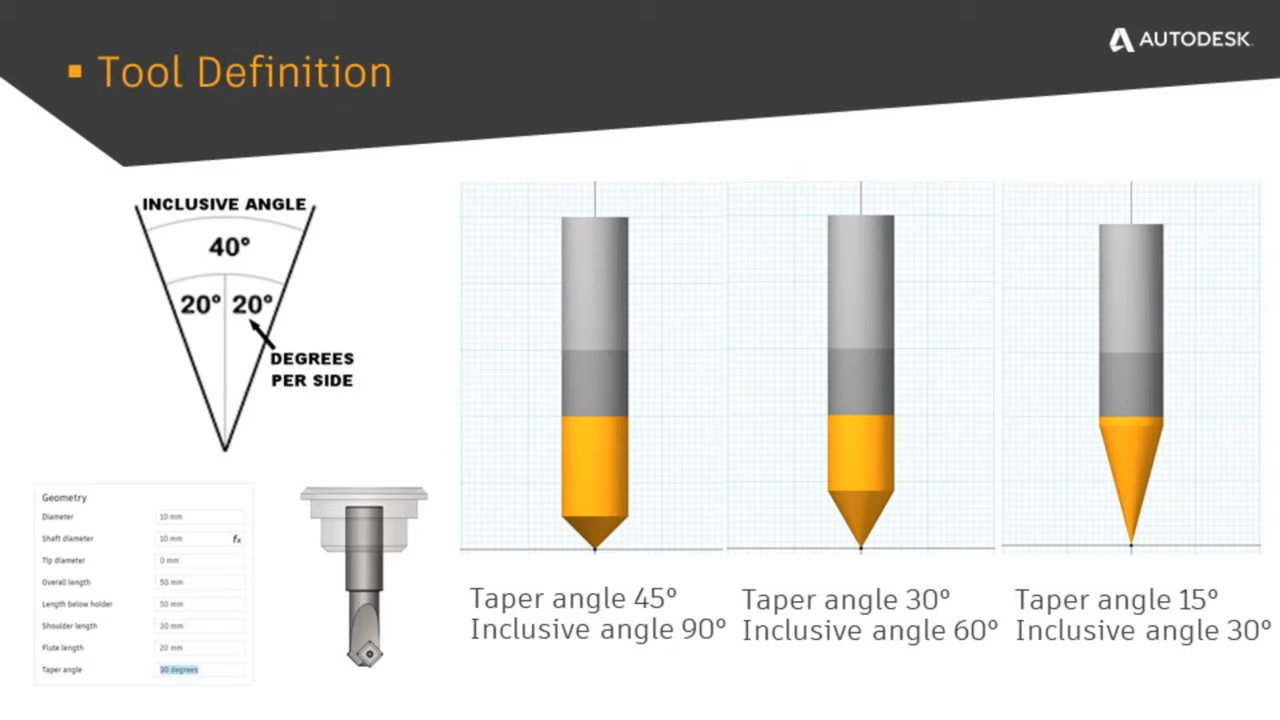 Tool Definition
AUTODESK
INCLUSIVE ANGLE
40°
20° 20°
DEGREES
PER SIDE
Geometry
Diameter 10 mm
Shaft diameter 10 mm fx
Tip diameter 0 mm
Overall length 50 mm
Length below holder 50 mm
Shoulder length 30 mm
Flute length 20 mm
Taper angle 30 degrees
Taper angle 45°
Inclusive angle 90°
Taper angle 30°
Inclusive angle 60°
Taper angle 15°
Inclusive angle 30°